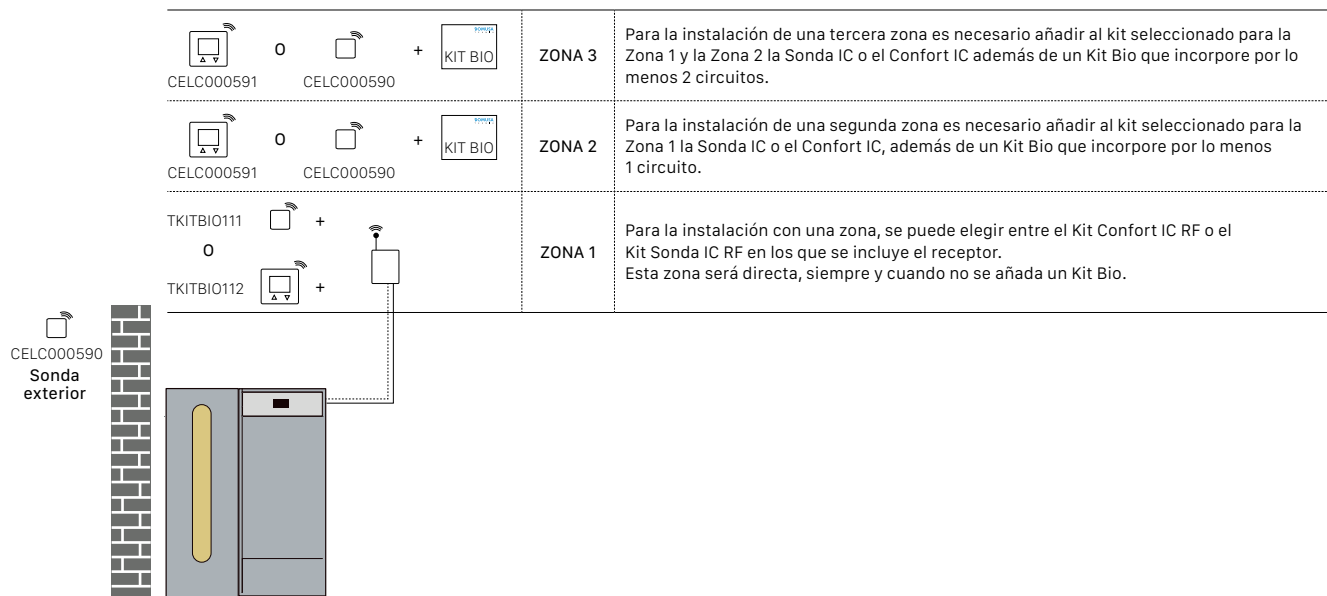 CELC000591
O
CELC000590
+
KIT BIO
ZONA 3
Para la instalación de una tercera zona es necesario añadir al kit seleccionado para la
Zona 1 y la Zona 2 la Sonda IC o el Confort IC además de un Kit Bio que incorpore por lo
menos 2 circuitos.
CELC000591
O
CELC000590
+
KIT BIO
ZONA 2
Para la instalación de una segunda zona es necesario añadir al kit seleccionado para la
Zona 1 la Sonda IC o el Confort IC, además de un Kit Bio que incorpore por lo menos
1 circuito.
TKITBIO111
+
O
TKITBIO112
+
ZONA 1
Para la instalación con una zona, se puede elegir entre el Kit Confort IC RF o el
Kit Sonda IC RF en los que se incluye el receptor.
Esta zona será directa, siempre y cuando no se añada un Kit Bio.
CELC000590
Sonda
exterior